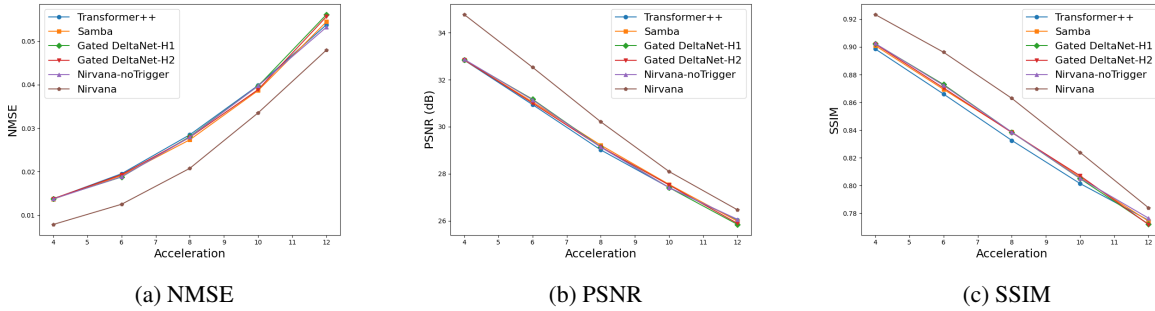 Transformer++
Samba
Gated DeltaNet-H1
Gated DeltaNet-H2
Nirvana-noTrigger
Nirvana
NMSE
0.05
0.04
0.03
0.02
0.01
4 5 6 7 8 9 10 11 12
Acceleration
(a) NMSE
Transformer++
Samba
Gated DeltaNet-H1
Gated DeltaNet-H2
Nirvana-noTrigger
Nirvana
PSNR (dB)
34
32
30
28
26
4 5 6 7 8 9 10 11 12
Acceleration
(b) PSNR
Transformer++
Samba
Gated DeltaNet-H1
Gated DeltaNet-H2
Nirvana-noTrigger
Nirvana
SSIM
0.92
0.90
0.88
0.86
0.84
0.82
0.80
0.78
4 5 6 7 8 9 10 11 12
Acceleration
(c) SSIM